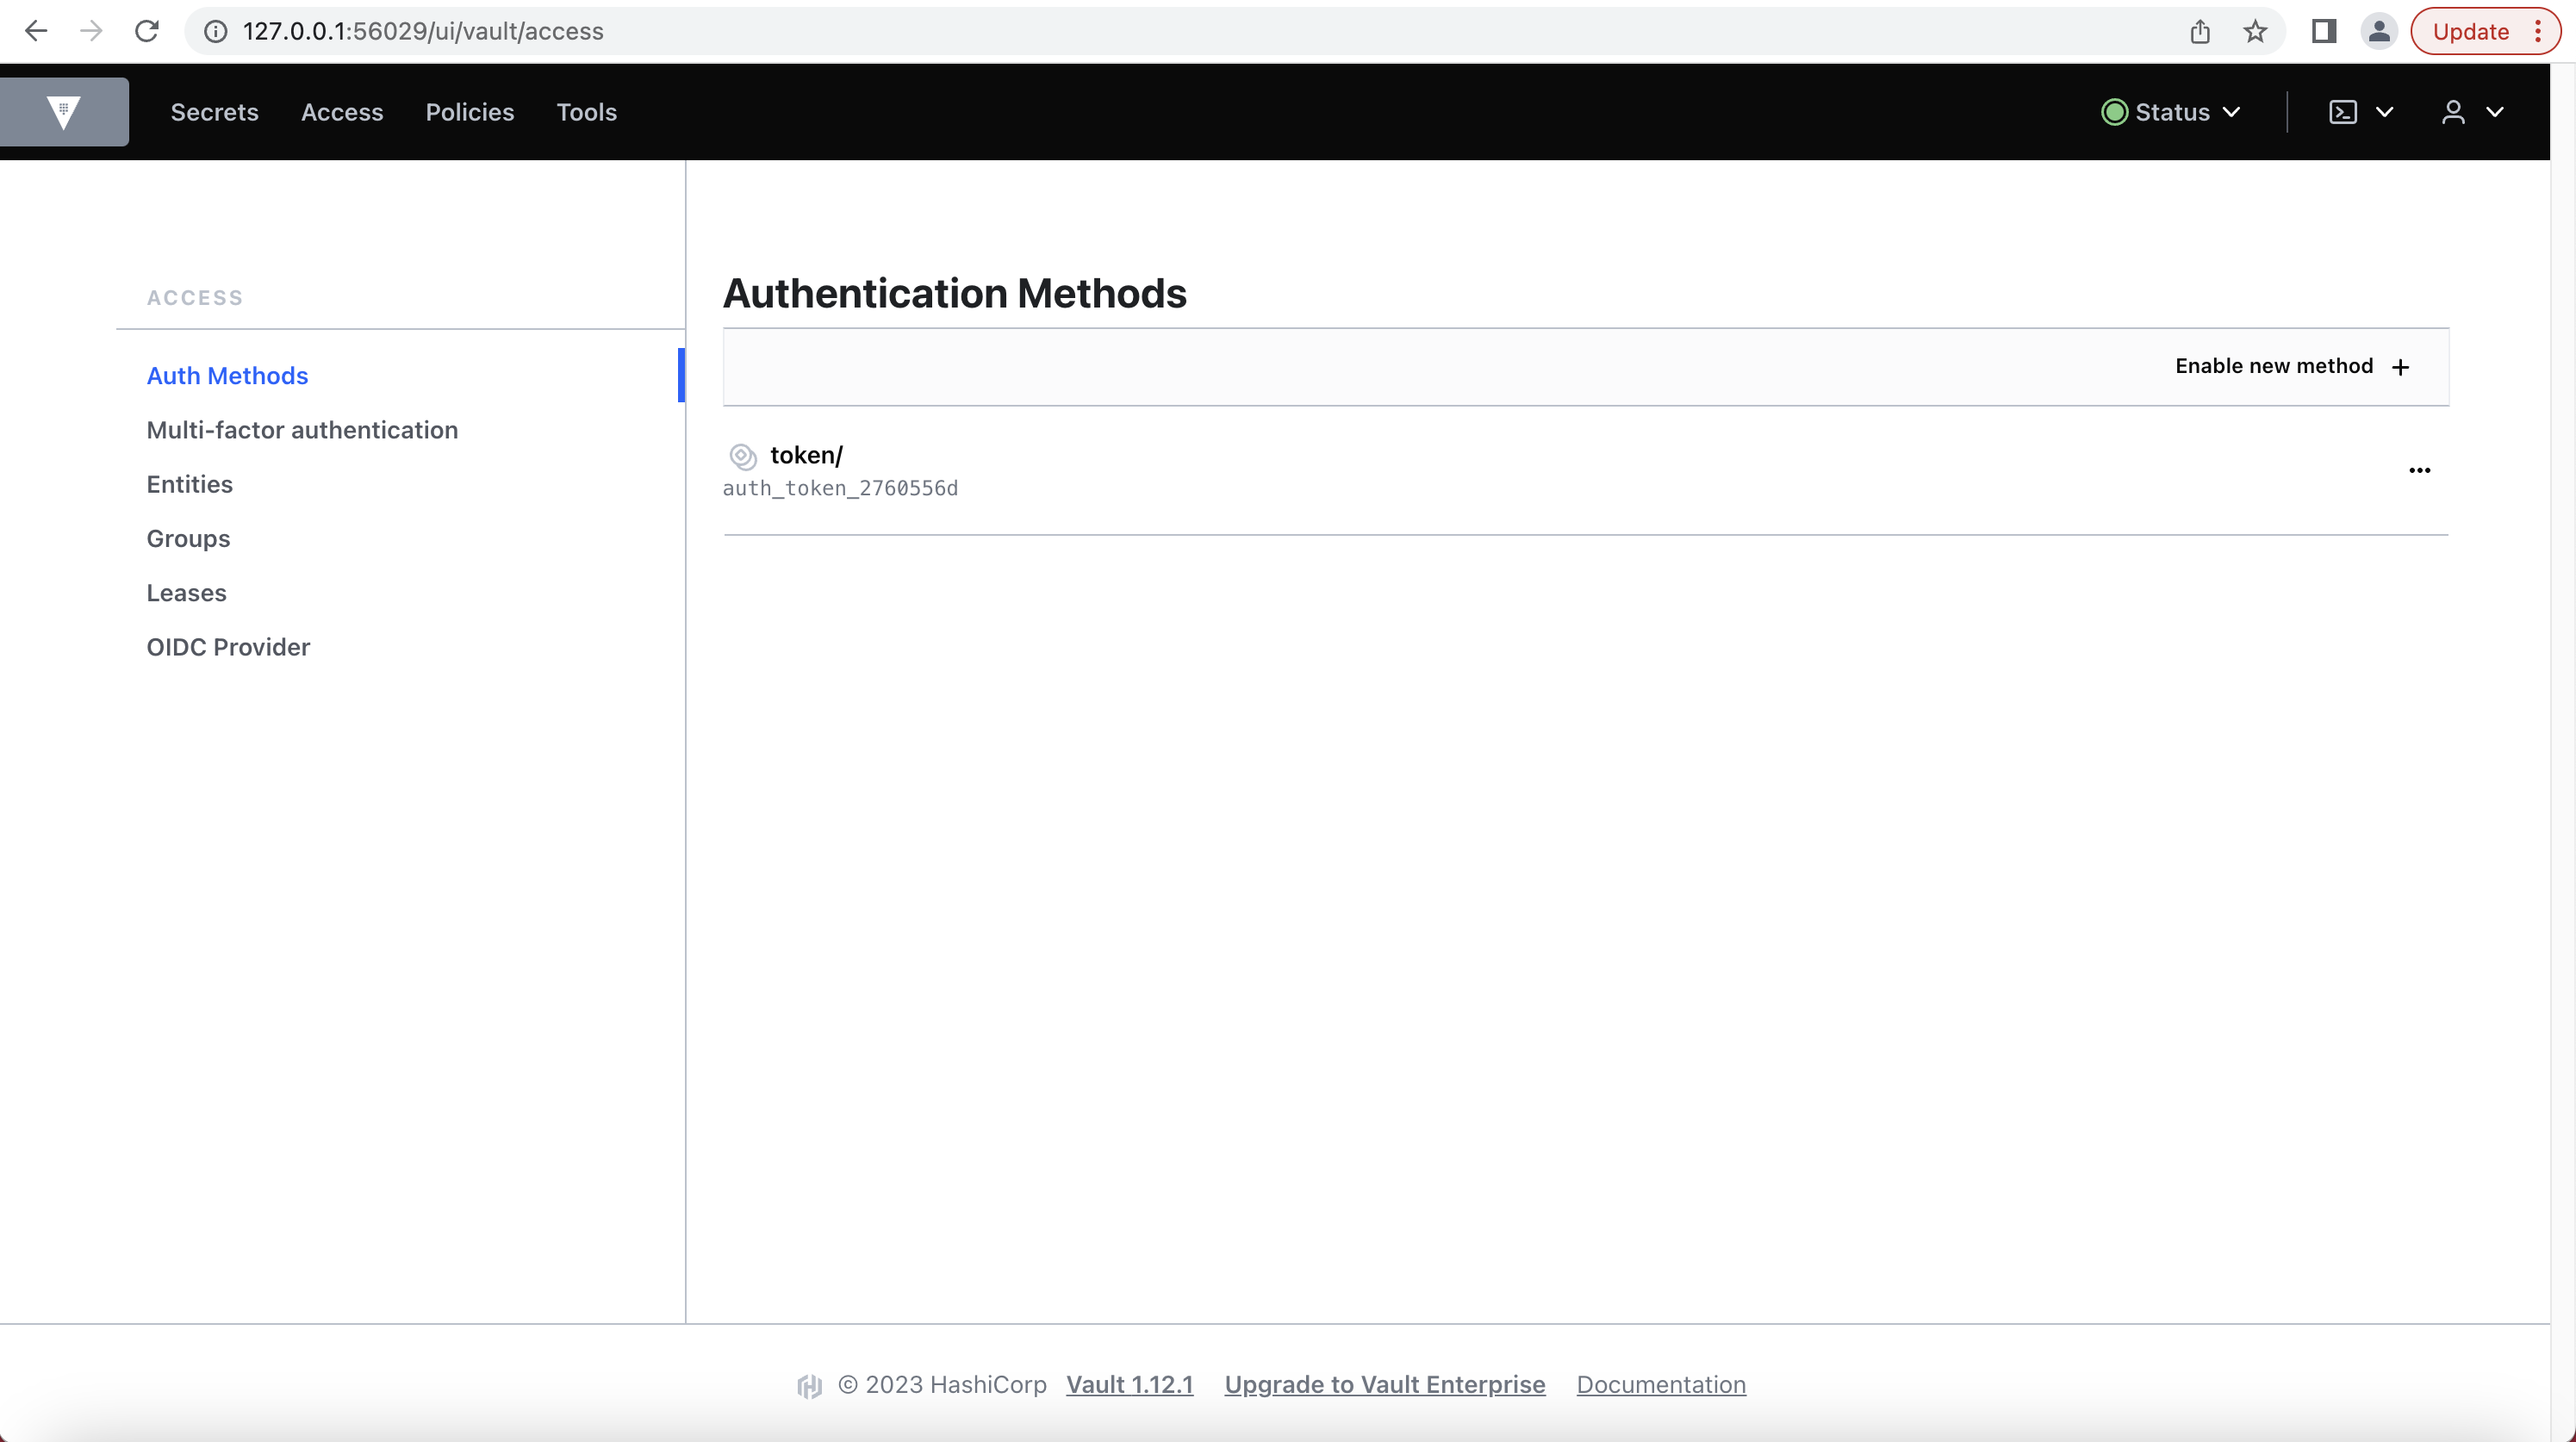 127.0.0.1:56029/ui/vault/access
Update
Secrets Access Policies Tools
Status
ACCESS
Auth Methods
Multi-factor authentication
Entities
Groups
Leases
OIDC Provider
Authentication Methods
Enable new method +
token/
auth_token_2760556d
© 2023 HashiCorp Vault 1.12.1 Upgrade to Vault Enterprise Documentation